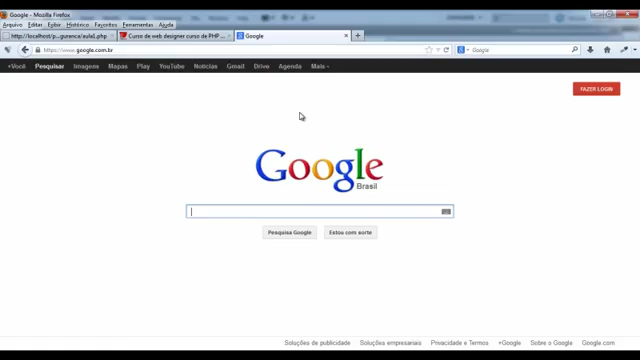 Google - Mozilla Firefox
Arquivo Editar Exibir Histórico Favoritos Ferramentas Ajuda
http://localhost/p...guranca/aula1.php
Curso de web designer curso de PHP ...
Google
https://www.google.com.br
Google
+Você Pesquisar Imagens Mapas Play YouTube Notícias Gmail Drive Agenda Mais
FAZER LOGIN
Google
Brasil
Pesquisa Google Estou com sorte
Soluções de publicidade Soluções empresariais Privacidade e Termos +Google Sobre o Google Google.com